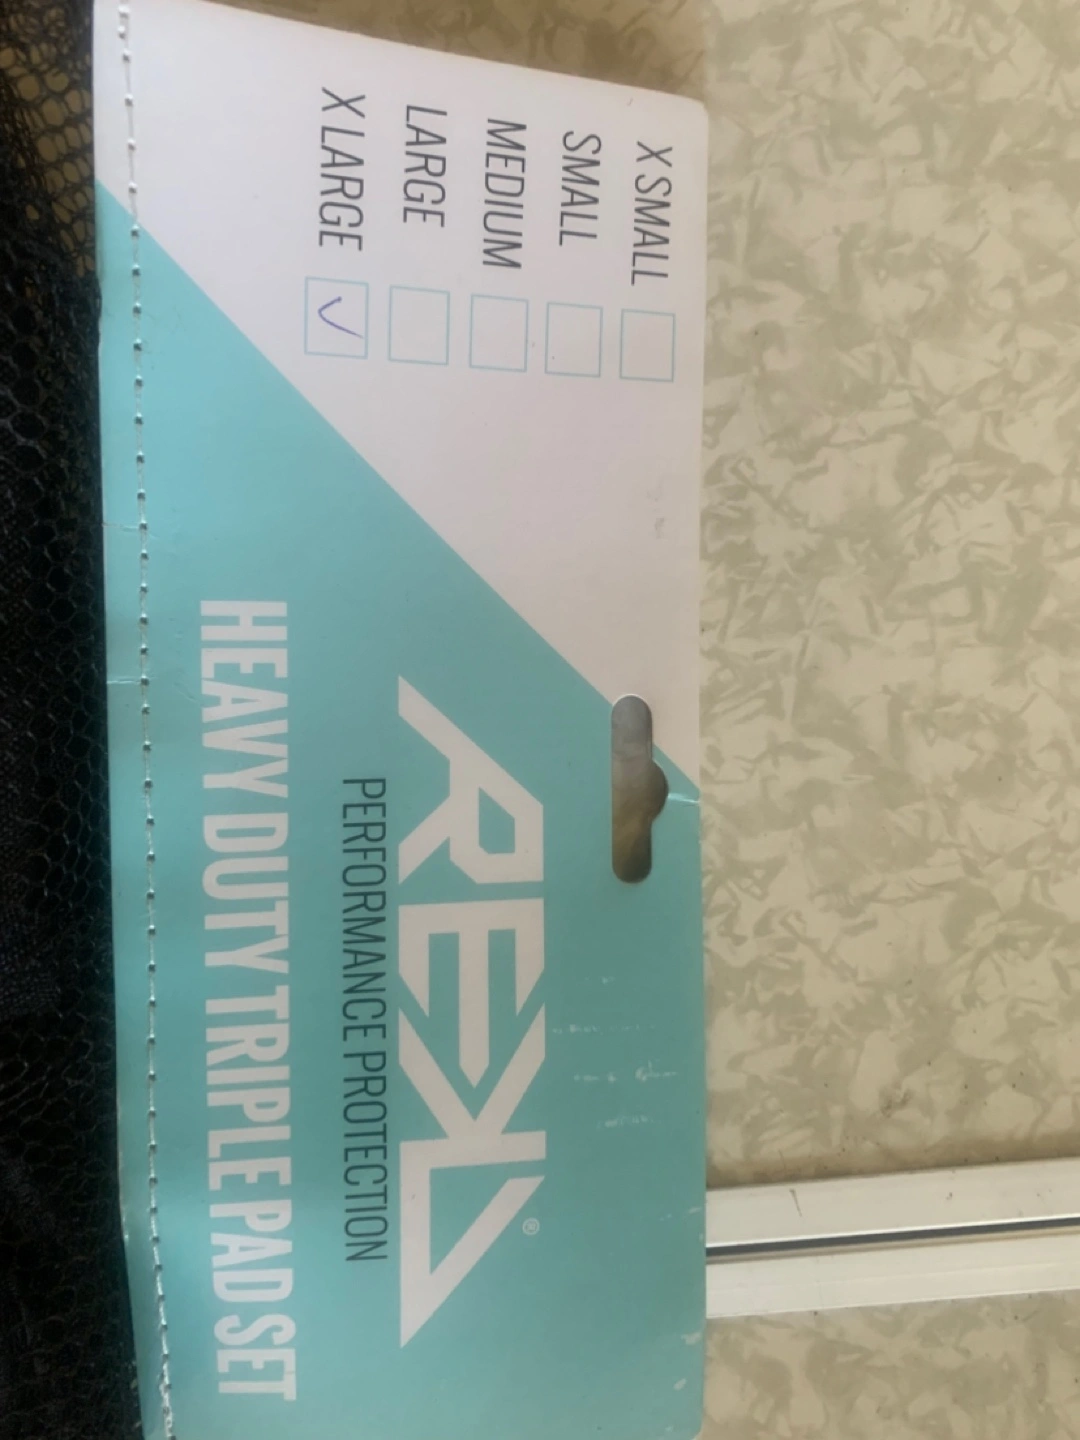 X SMALL
SMALL
MEDIUM
LARGE
X LARGE
REKD®
PERFORMANCE PROTECTION
HEAVY DUTY TRIPLE PAD SET